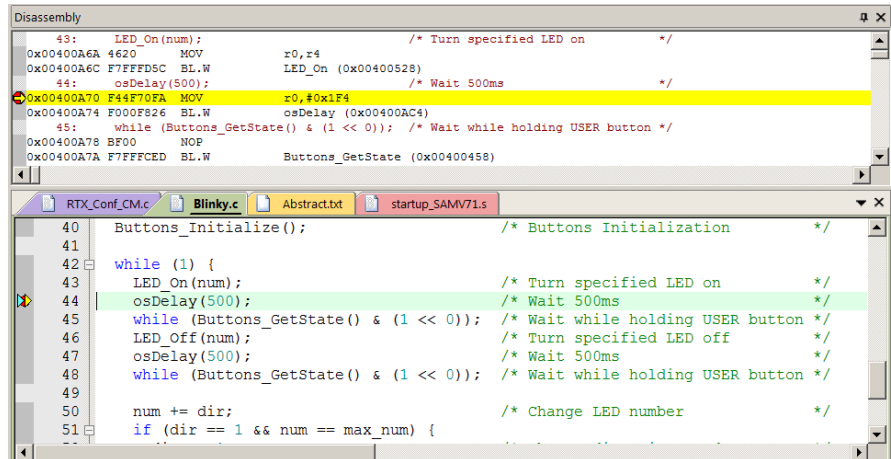 Disassembly
43: LED_On(num); /* Turn specified LED on */
0x00400A6A 4620 MOV r0,r4
0x00400A6C F7FFFD5C BL.W LED_On (0x00400528)
44: osDelay(500); /* Wait 500ms */
0x00400A70 F44F70FA MOV r0,#0x1F4
0x00400A74 F000F826 BL.W osDelay (0x00400AC4)
45: while (Buttons_GetState() & (1 << 0)); /* Wait while holding USER button */
0x00400A78 BF00 NOP
0x00400A7A F7FFFCED BL.W Buttons_GetState (0x00400458)
RTX_Conf_CM.c Blinky.c Abstract.txt startup_SAMV71.s
40 Buttons_Initialize(); /* Buttons Initialization */
41
42 while (1) {
43 LED_On(num); /* Turn specified LED on */
44 osDelay(500); /* Wait 500ms */
45 while (Buttons_GetState() & (1 << 0)); /* Wait while holding USER button */
46 LED_Off(num); /* Turn specified LED off */
47 osDelay(500); /* Wait 500ms */
48 while (Buttons_GetState() & (1 << 0)); /* Wait while holding USER button */
49
50 num += dir; /* Change LED number */
51 if (dir == 1 && num == max_num) {